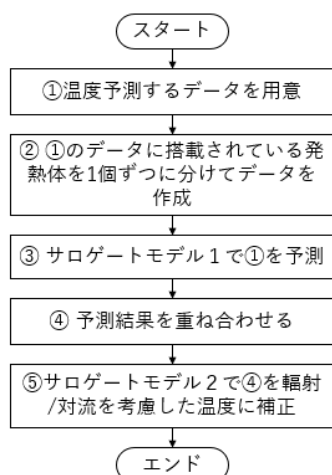 スタート
①温度予測するデータを用意
② ①のデータに搭載されている発
熱体を1個ずつに分けてデータを
作成
③ サロゲートモデル１で①を予測
④ 予測結果を重ね合わせる
⑤サロゲートモデル２で④を輻射
/対流を考慮した温度に補正
エンド